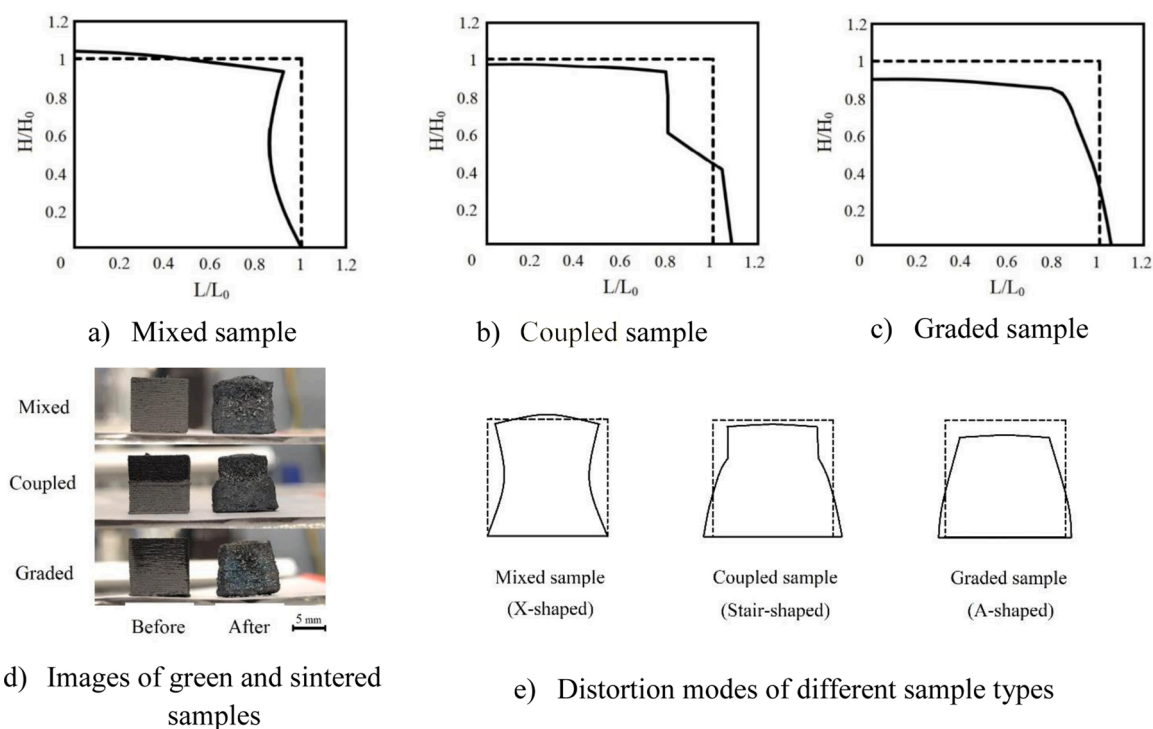 1.2
1
0.8
0.6
0.4
0.2
0
0.2
0.4
0.6
0.8
1
1.2
H/H0
L/L0
a) Mixed sample
1.2
1
0.8
0.6
0.4
0.2
0
0.2
0.4
0.6
0.8
1
1.2
H/H0
L/L0
b) Coupled sample
1.2
1
0.8
0.6
0.4
0.2
0
0.2
0.4
0.6
0.8
1
1.2
H/H0
L/L0
c) Graded sample
Mixed
Coupled
Graded
Before After 5 mm
d) Images of green and sintered
samples
Mixed sample
(X-shaped)
Coupled sample
(Stair-shaped)
Graded sample
(A-shaped)
e) Distortion modes of different sample types